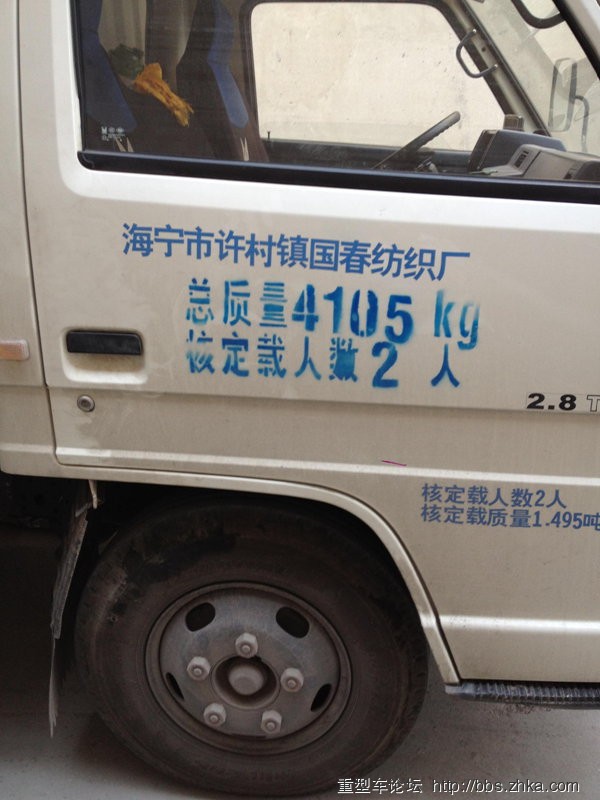 海宁市许村镇国春纺织厂
总质量4105kg
核定载人数2人
2.8 T
核定载人数2人
核定载质量1.495吨
重型车论坛 http://bbs.zhka.com